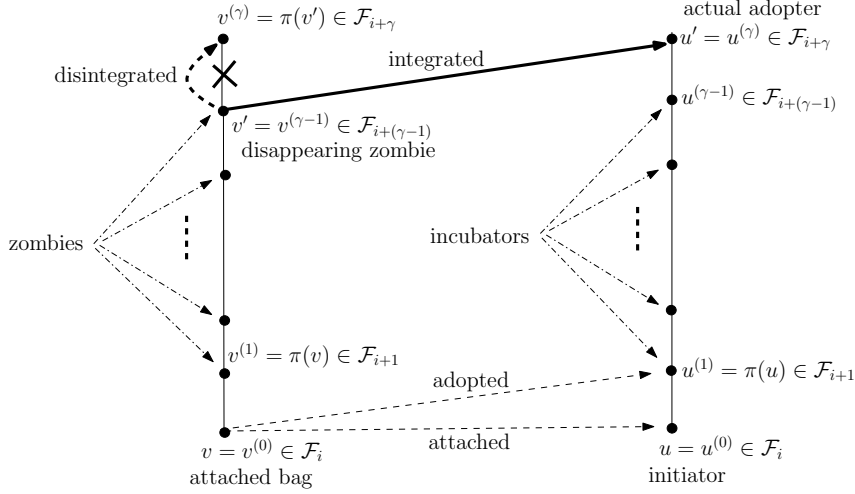 v^{(γ)} = π(v') ∈ F_{i+γ}
disintegrated
v' = v^{(γ−1)} ∈ F_{i+(γ−1)}
disappearing zombie
zombies
v^{(1)} = π(v) ∈ F_{i+1}
v = v^{(0)} ∈ F_i
attached bag
integrated
adopted
attached
actual adopter
u' = u^{(γ)} ∈ F_{i+γ}
u^{(γ−1)} ∈ F_{i+(γ−1)}
incubators
u^{(1)} = π(u) ∈ F_{i+1}
u = u^{(0)} ∈ F_i
initiator